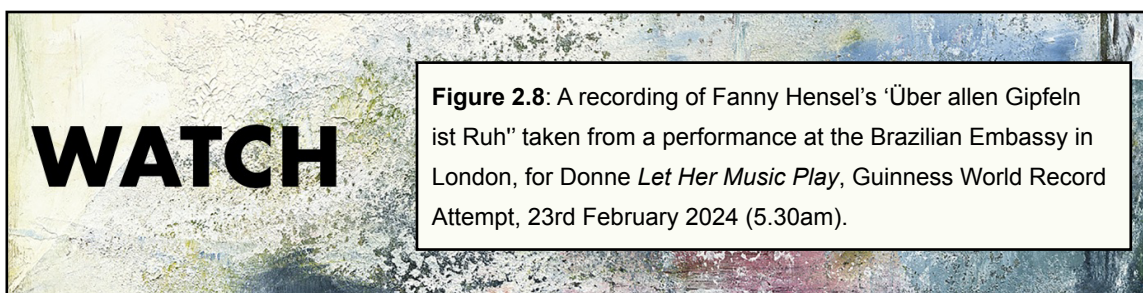 WATCH
Figure 2.8: A recording of Fanny Hensel’s ‘Über allen Gipfeln
ist Ruh'’ taken from a performance at the Brazilian Embassy in
London, for Donne Let Her Music Play, Guinness World Record
Attempt, 23rd February 2024 (5.30am).